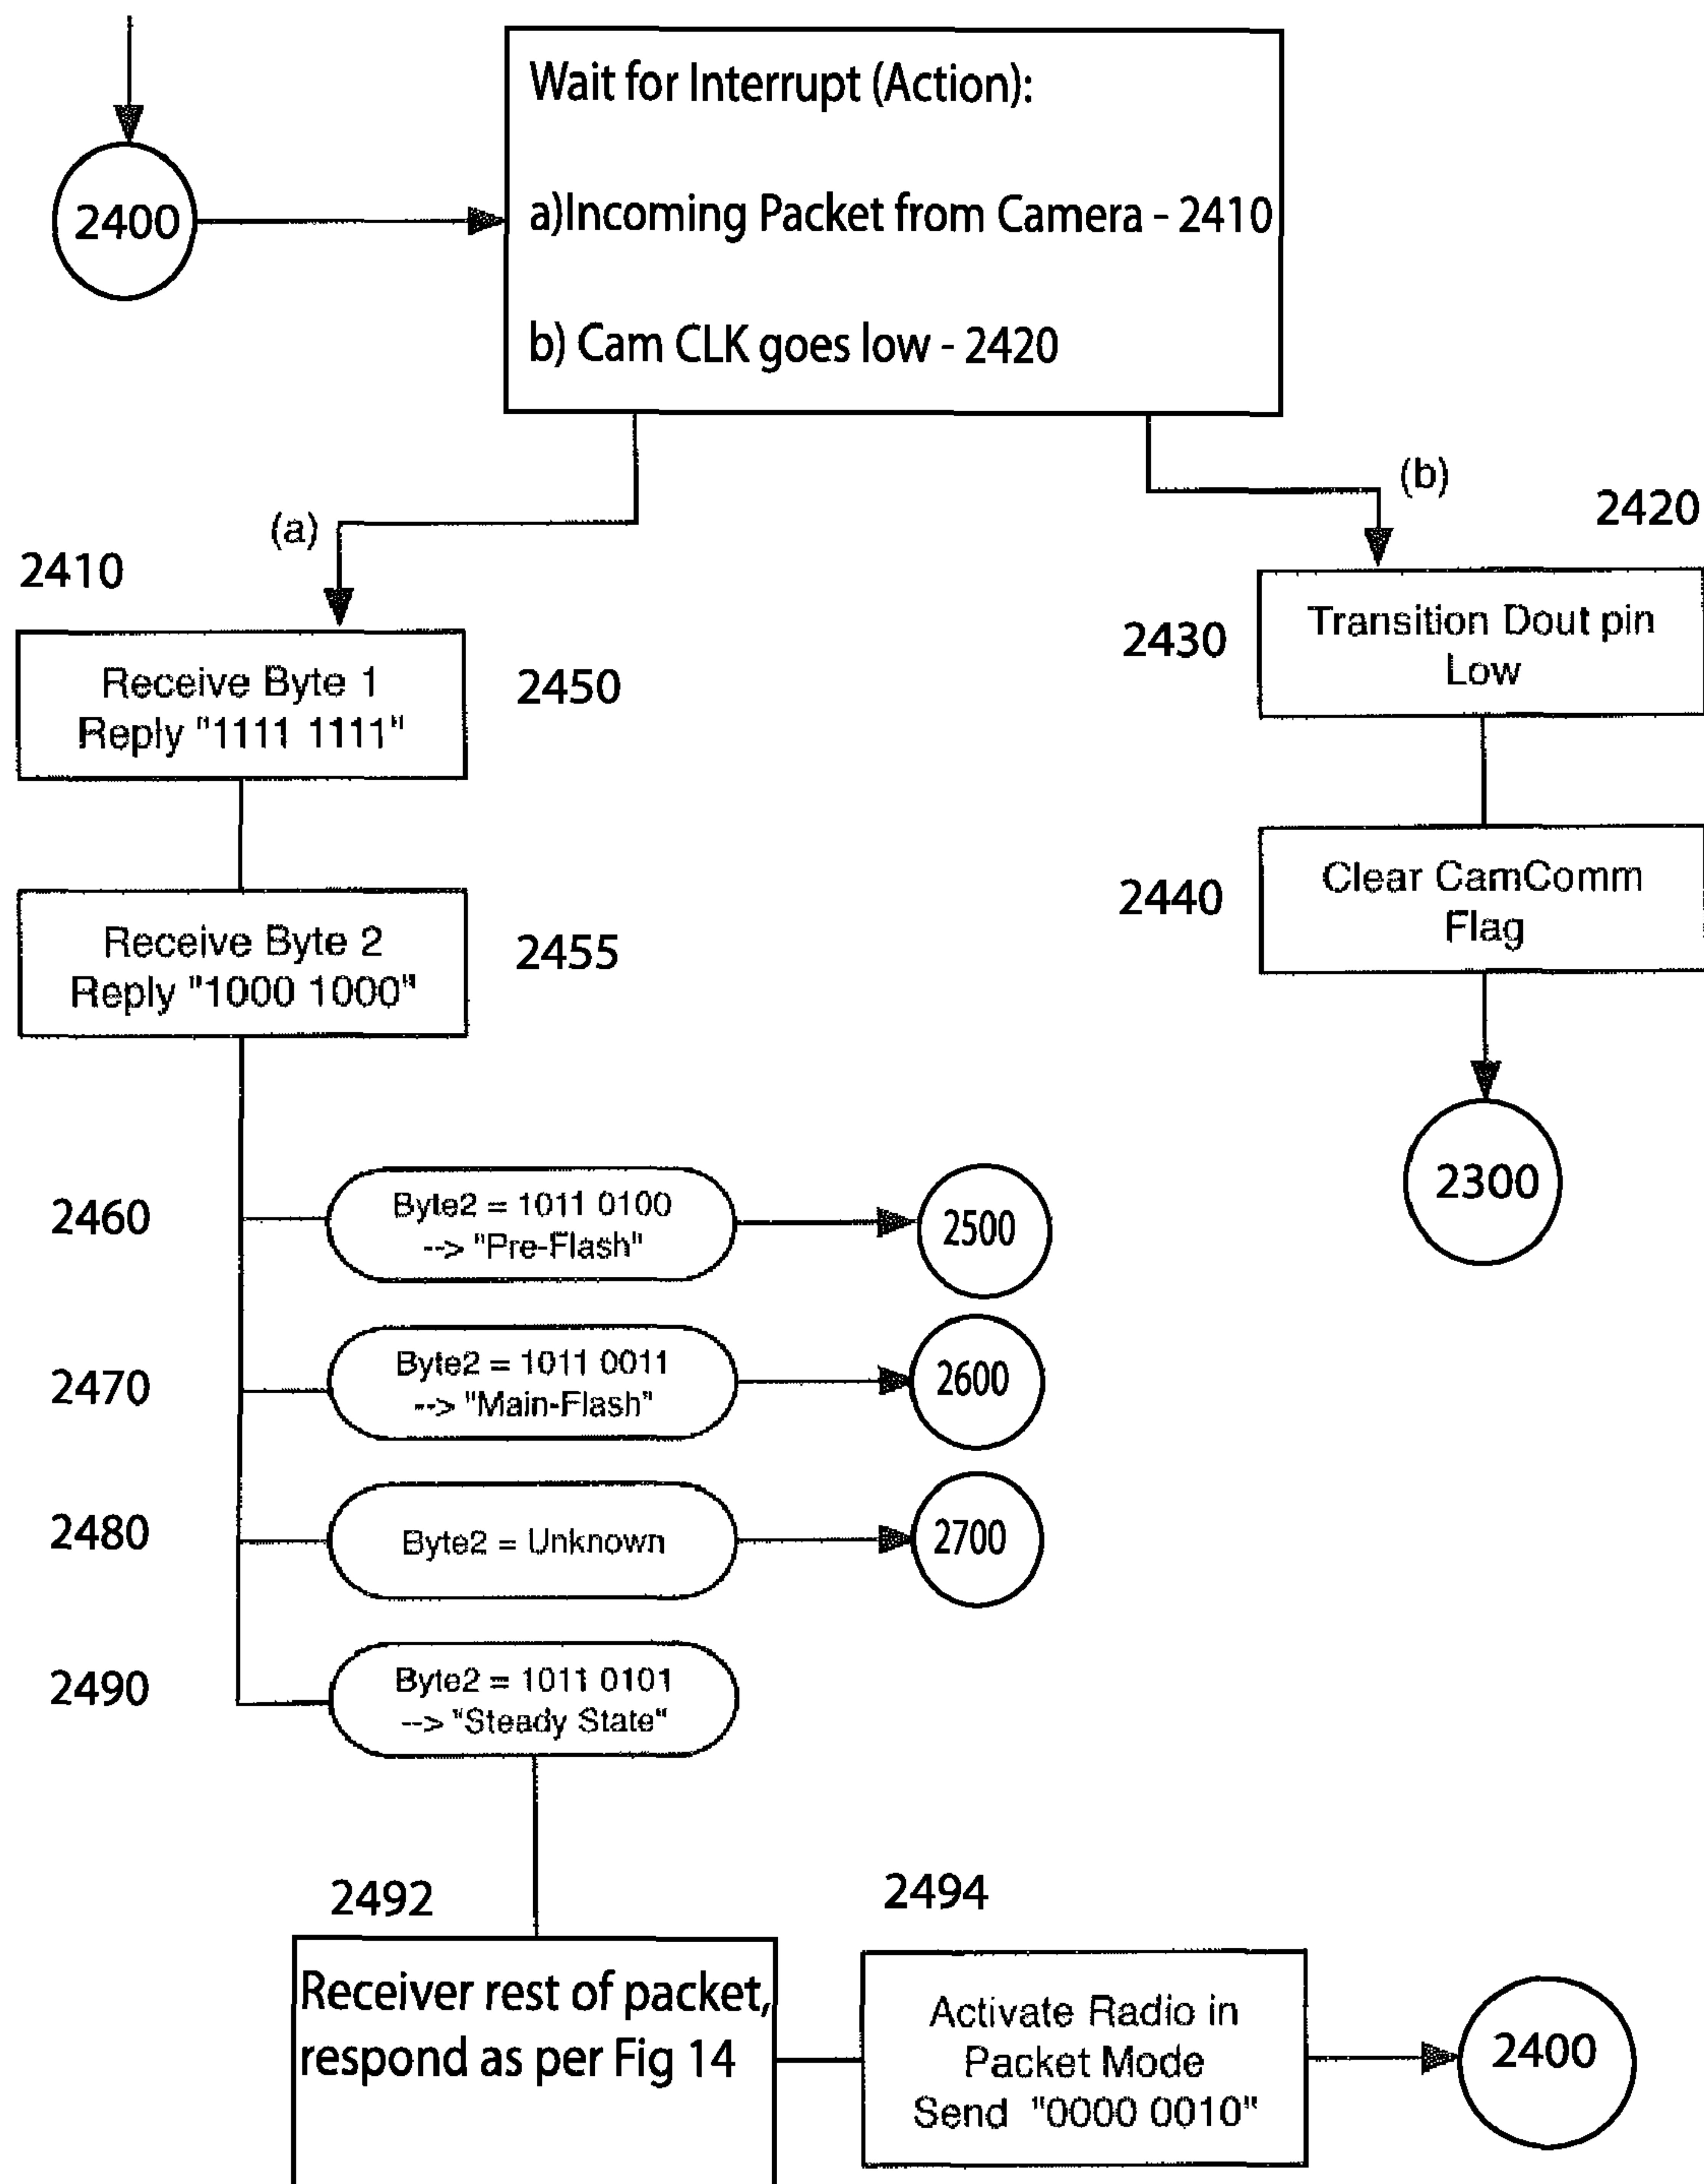 2400
Wait for Interrupt (Action):
a)Incoming Packet from Camera - 2410
b) Cam CLK goes low - 2420
(a)
(b)
2410
2420
Receive Byte 1
Reply "1111 1111"
2450
2430
Transition Dout pin
Low
Receive Byte 2
Reply "1000 1000"
2455
2440
Clear CamComm
Flag
2300
2460
Byte2 = 1011 0100
--> "Pre-Flash"
2500
2470
Byte2 = 1011 0011
--> "Main-Flash"
2600
2480
Byte2 = Unknown
2700
2490
Byte2 = 1011 0101
--> "Steady State"
2492
Receiver rest of packet,
respond as per Fig 14
2494
Activate Radio in
Packet Mode
Send "0000 0010"
2400